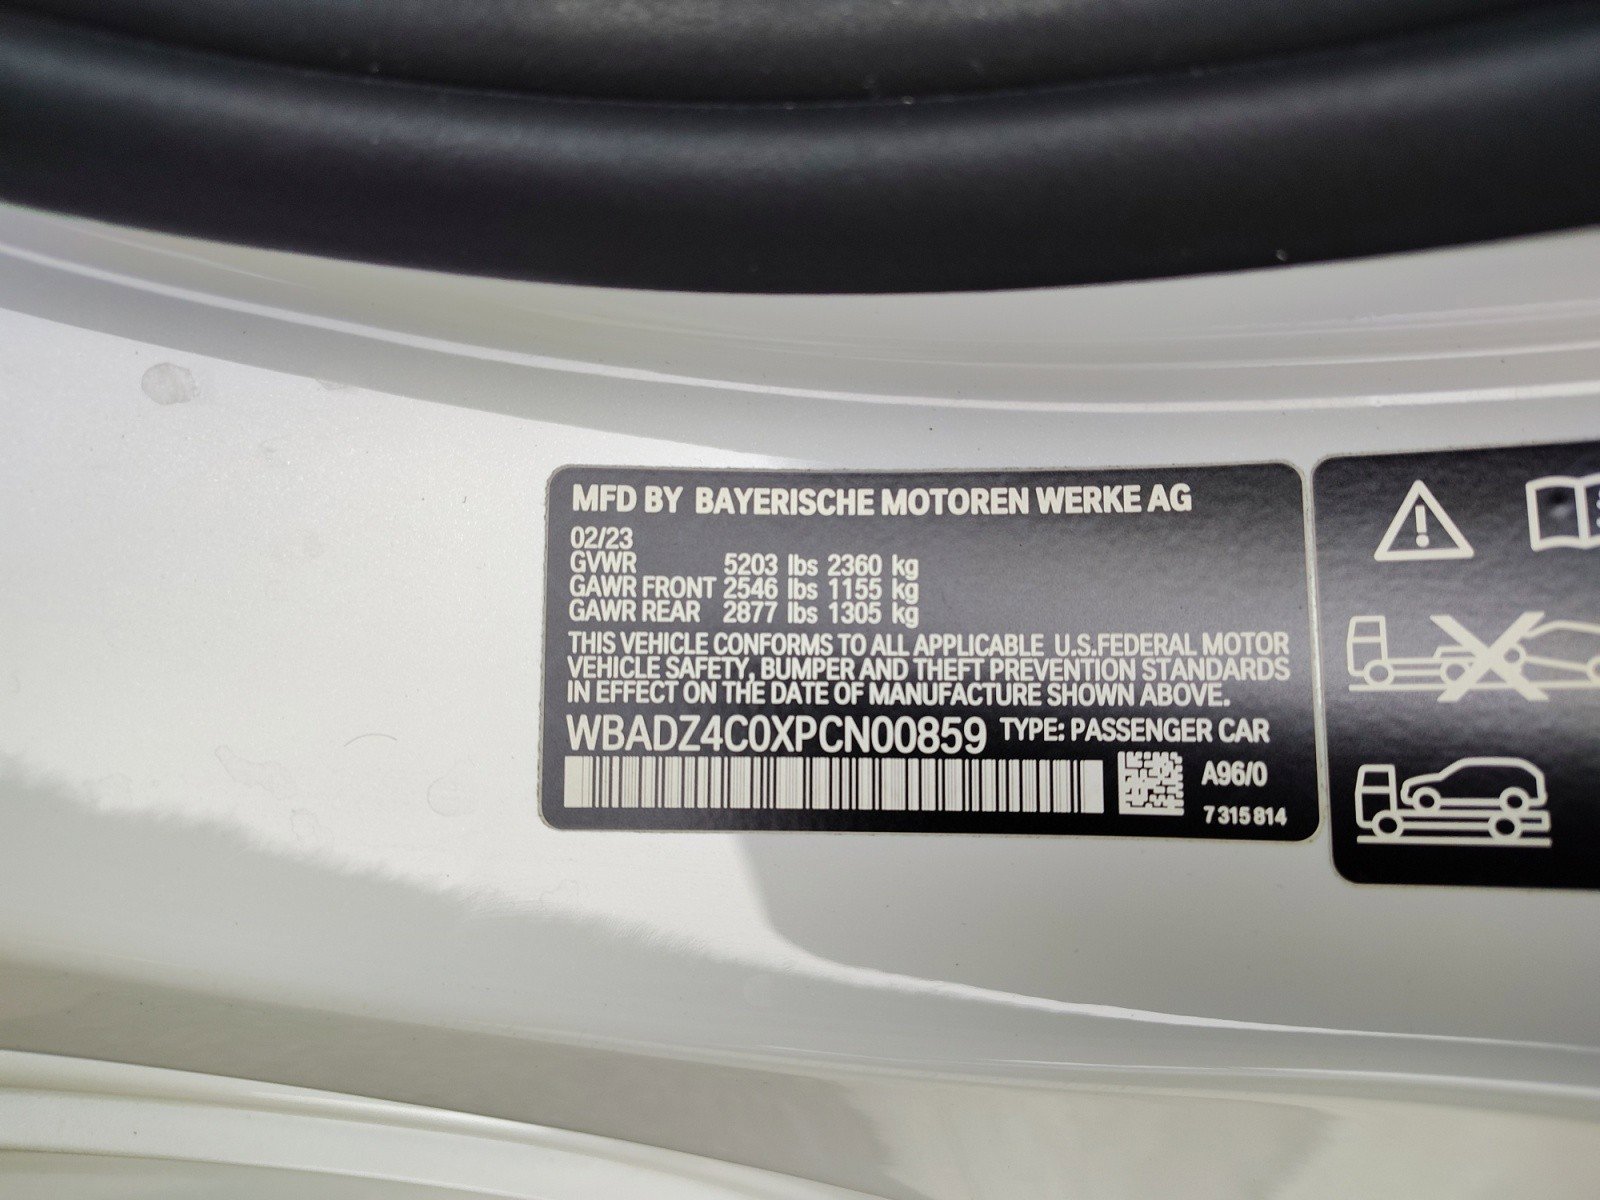 MFD BY BAYERISCHE MOTOREN WERKE AG
02/23
GVWR 5203 lbs 2360 kg
GAWR FRONT 2546 lbs 1155 kg
GAWR REAR 2877 lbs 1305 kg
THIS VEHICLE CONFORMS TO ALL APPLICABLE U.S.FEDERAL MOTOR
VEHICLE SAFETY, BUMPER AND THEFT PREVENTION STANDARDS
IN EFFECT ON THE DATE OF MANUFACTURE SHOWN ABOVE.
WBADZ4C0XPCN00859 TYPE: PASSENGER CAR
A96/0
7 315 814